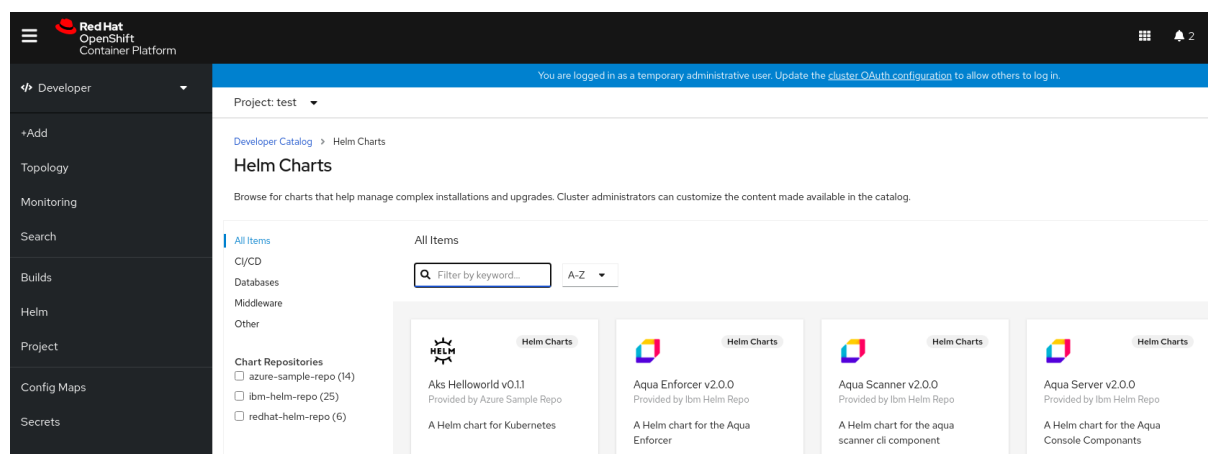 Red Hat
OpenShift
Container Platform
2
You are logged in as a temporary administrative user. Update the cluster OAuth configuration to allow others to log in.
</> Developer
Project: test
+Add
Topology
Monitoring
Search
Builds
Helm
Project
Config Maps
Secrets
Developer Catalog > Helm Charts
Helm Charts
Browse for charts that help manage complex installations and upgrades. Cluster administrators can customize the content made available in the catalog.
All Items
CI/CD
Databases
Middleware
Other
Chart Repositories
azure-sample-repo (14)
ibm-helm-repo (25)
redhat-helm-repo (6)
All Items
Filter by keyword...
A-Z
HELM
Helm Charts
Aks Helloworld v0.1.1
Provided by Azure Sample Repo
A Helm chart for Kubernetes
Helm Charts
Aqua Enforcer v2.0.0
Provided by Ibm Helm Repo
A Helm chart for the Aqua
Enforcer
Helm Charts
Aqua Scanner v2.0.0
Provided by Ibm Helm Repo
A Helm chart for the aqua
scanner cli component
Helm Charts
Aqua Server v2.0.0
Provided by Ibm Helm Repo
A Helm chart for the Aqua
Console Componants